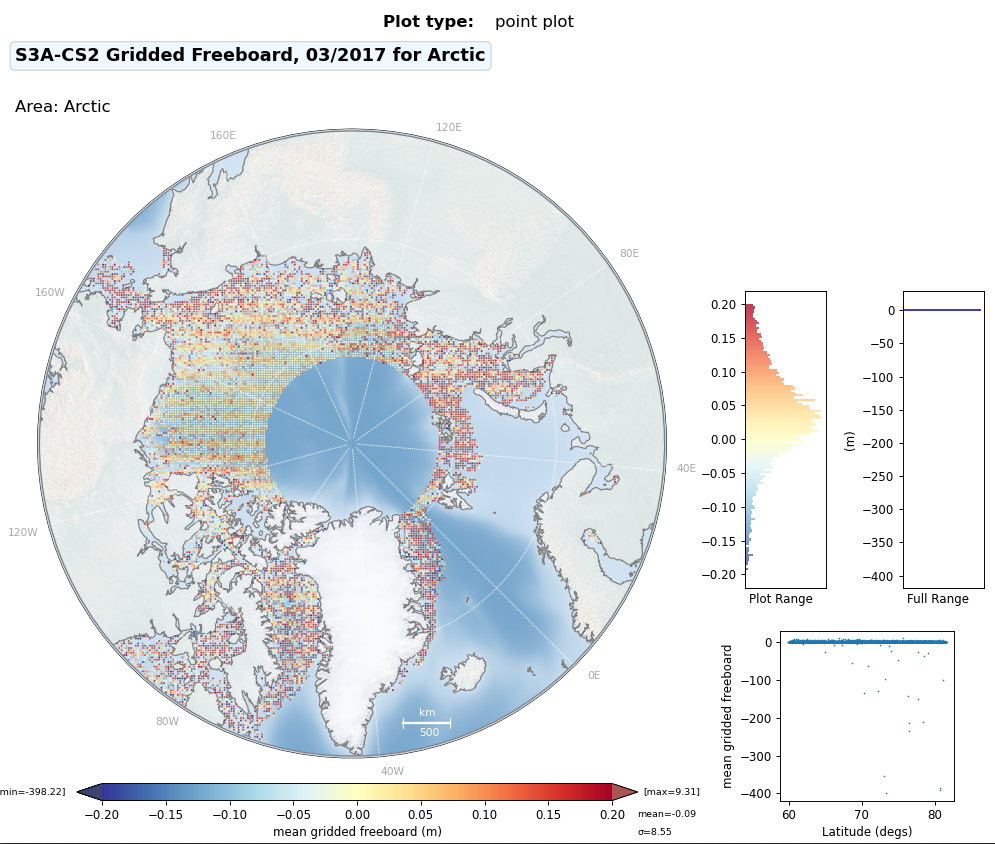 Plot type: point plot
S3A-CS2 Gridded Freeboard, 03/2017 for Arctic
Area: Arctic
120E
160E
80E
160W
40E
120W
0E
80W
40W
km
500
min=-398.22]
[max=9.31]
−0.20 −0.15 −0.10 −0.05 0.00 0.05 0.10 0.15 0.20
mean=-0.09
mean gridded freeboard (m)
σ=8.55
0.20
0.15
0.10
0.05
0.00
−0.05
−0.10
−0.15
−0.20
Plot Range
(m)
0
−50
−100
−150
−200
−250
−300
−350
−400
Full Range
mean gridded freeboard
0
−100
−200
−300
−400
60 70 80
Latitude (degs)